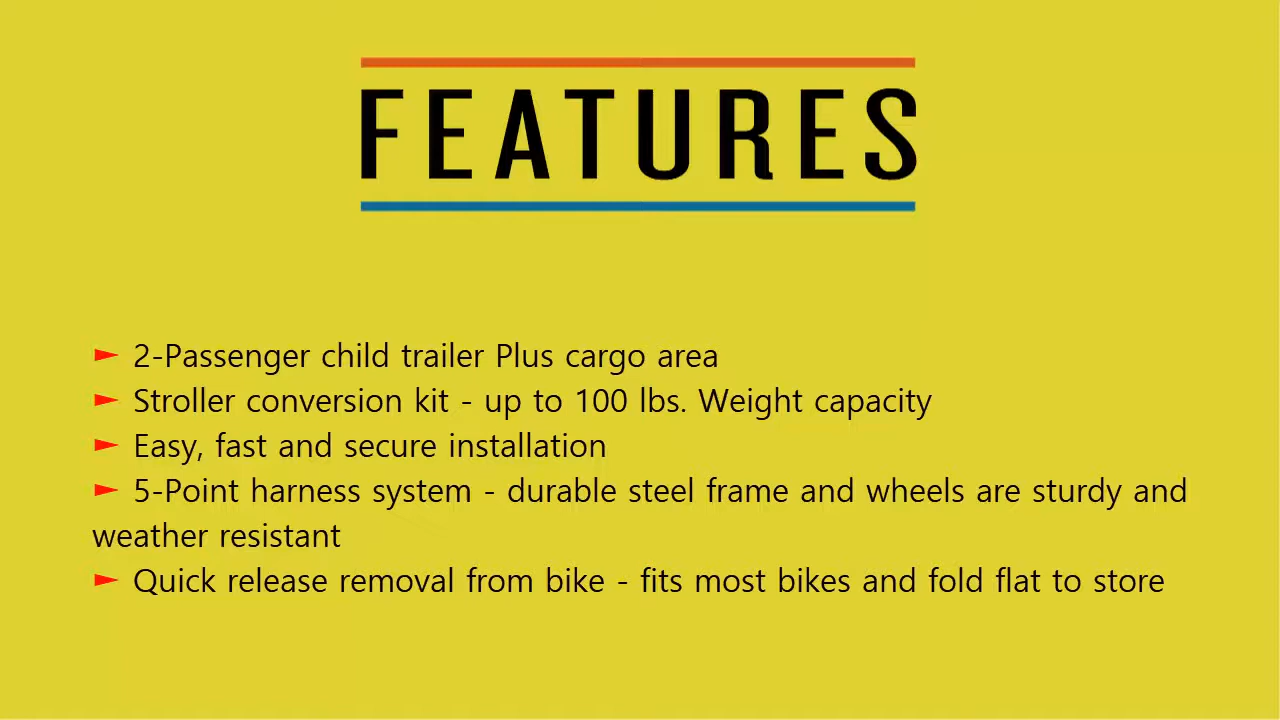 FEATURES
► 2-Passenger child trailer Plus cargo area
► Stroller conversion kit - up to 100 lbs. Weight capacity
► Easy, fast and secure installation
► 5-Point harness system - durable steel frame and wheels are sturdy and
weather resistant
► Quick release removal from bike - fits most bikes and fold flat to store